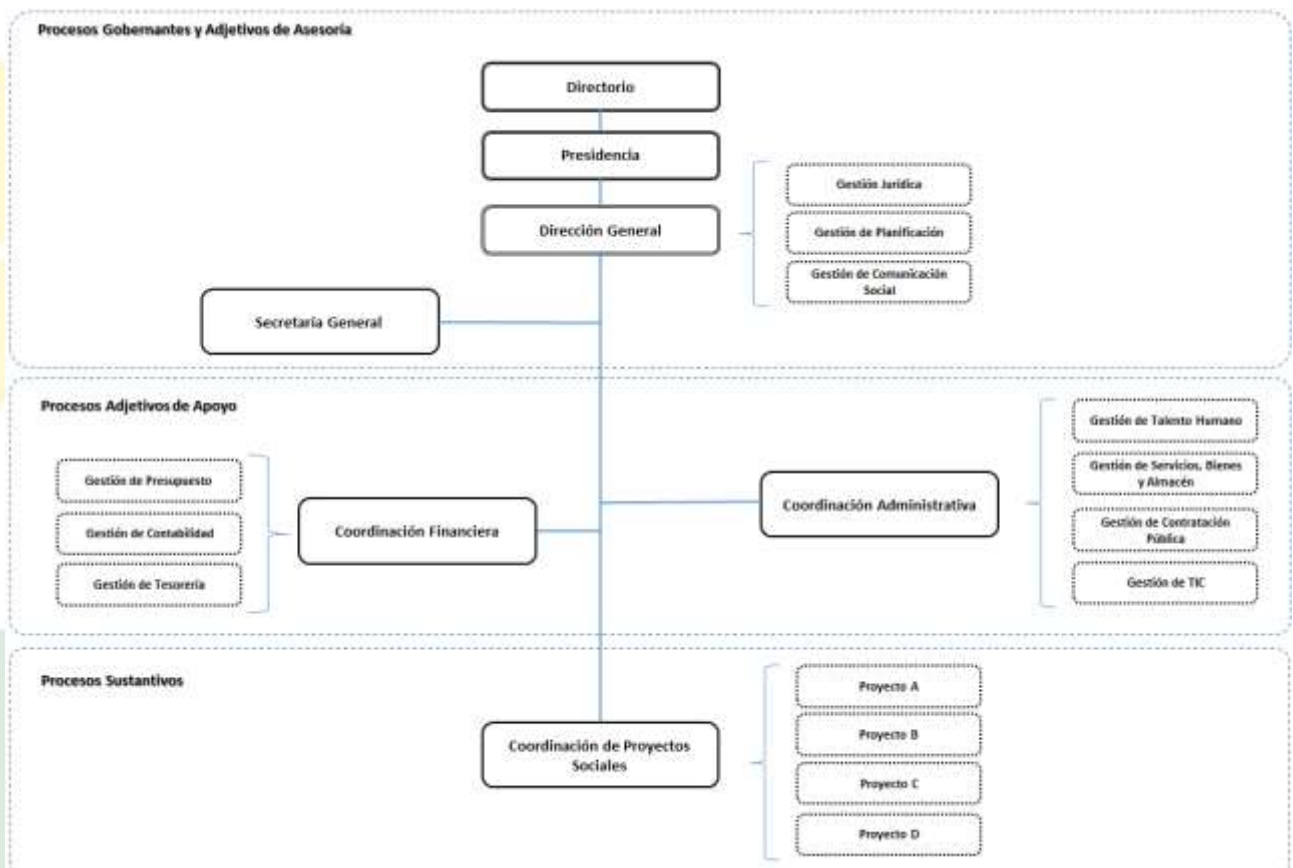 Procesos Gobernantes y Adjetivos de Asesoría
Directorio
Presidencia
Dirección General
Gestión Jurídica
Gestión de Planificación
Gestión de Comunicación
Social
Secretaría General
Procesos Adjetivos de Apoyo
Gestión de Presupuesto
Gestión de Contabilidad
Gestión de Tesorería
Coordinación Financiera
Coordinación Administrativa
Gestión de Talento Humano
Gestión de Servicios, Bienes
y Almacén
Gestión de Contratación
Pública
Gestión de TIC
Procesos Sustantivos
Coordinación de Proyectos
Sociales
Proyecto A
Proyecto B
Proyecto C
Proyecto D